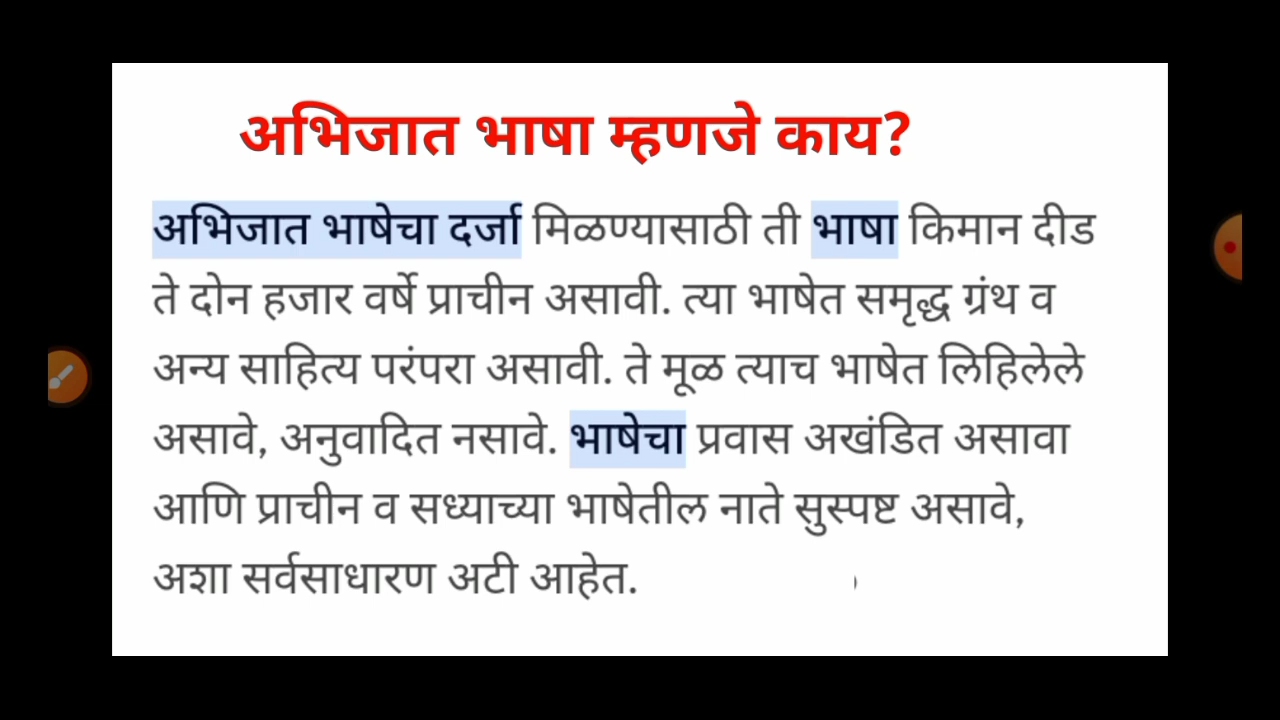 अभिजात भाषा म्हणजे काय?
अभिजात भाषेचा दर्जा मिळण्यासाठी ती भाषा किमान दीड
ते दोन हजार वर्षे प्राचीन असावी. त्या भाषेत समृद्ध ग्रंथ व
अन्य साहित्य परंपरा असावी. ते मूळ त्याच भाषेत लिहिलेले
असावे, अनुवादित नसावे. भाषेचा प्रवास अखंडित असावा
आणि प्राचीन व सध्याच्या भाषेतील नाते सुस्पष्ट असावे,
अशा सर्वसाधारण अटी आहेत.